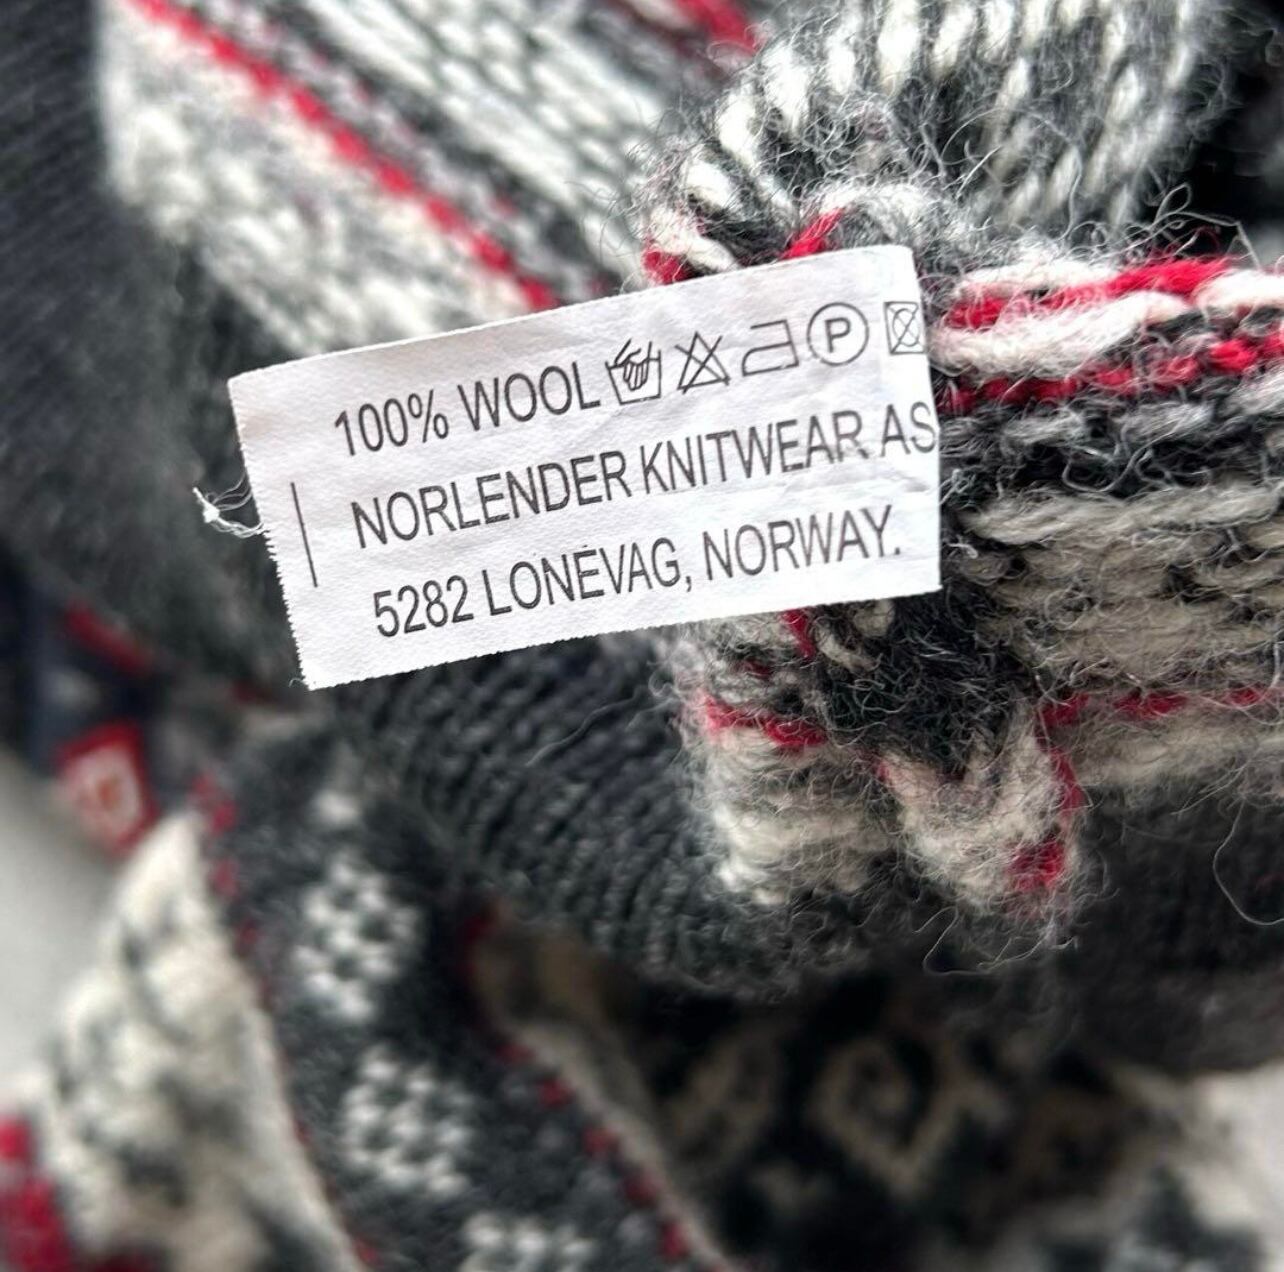 100% WOOL P
NORLENDER KNITWEAR AS
5282 LONEVAG, NORWAY.